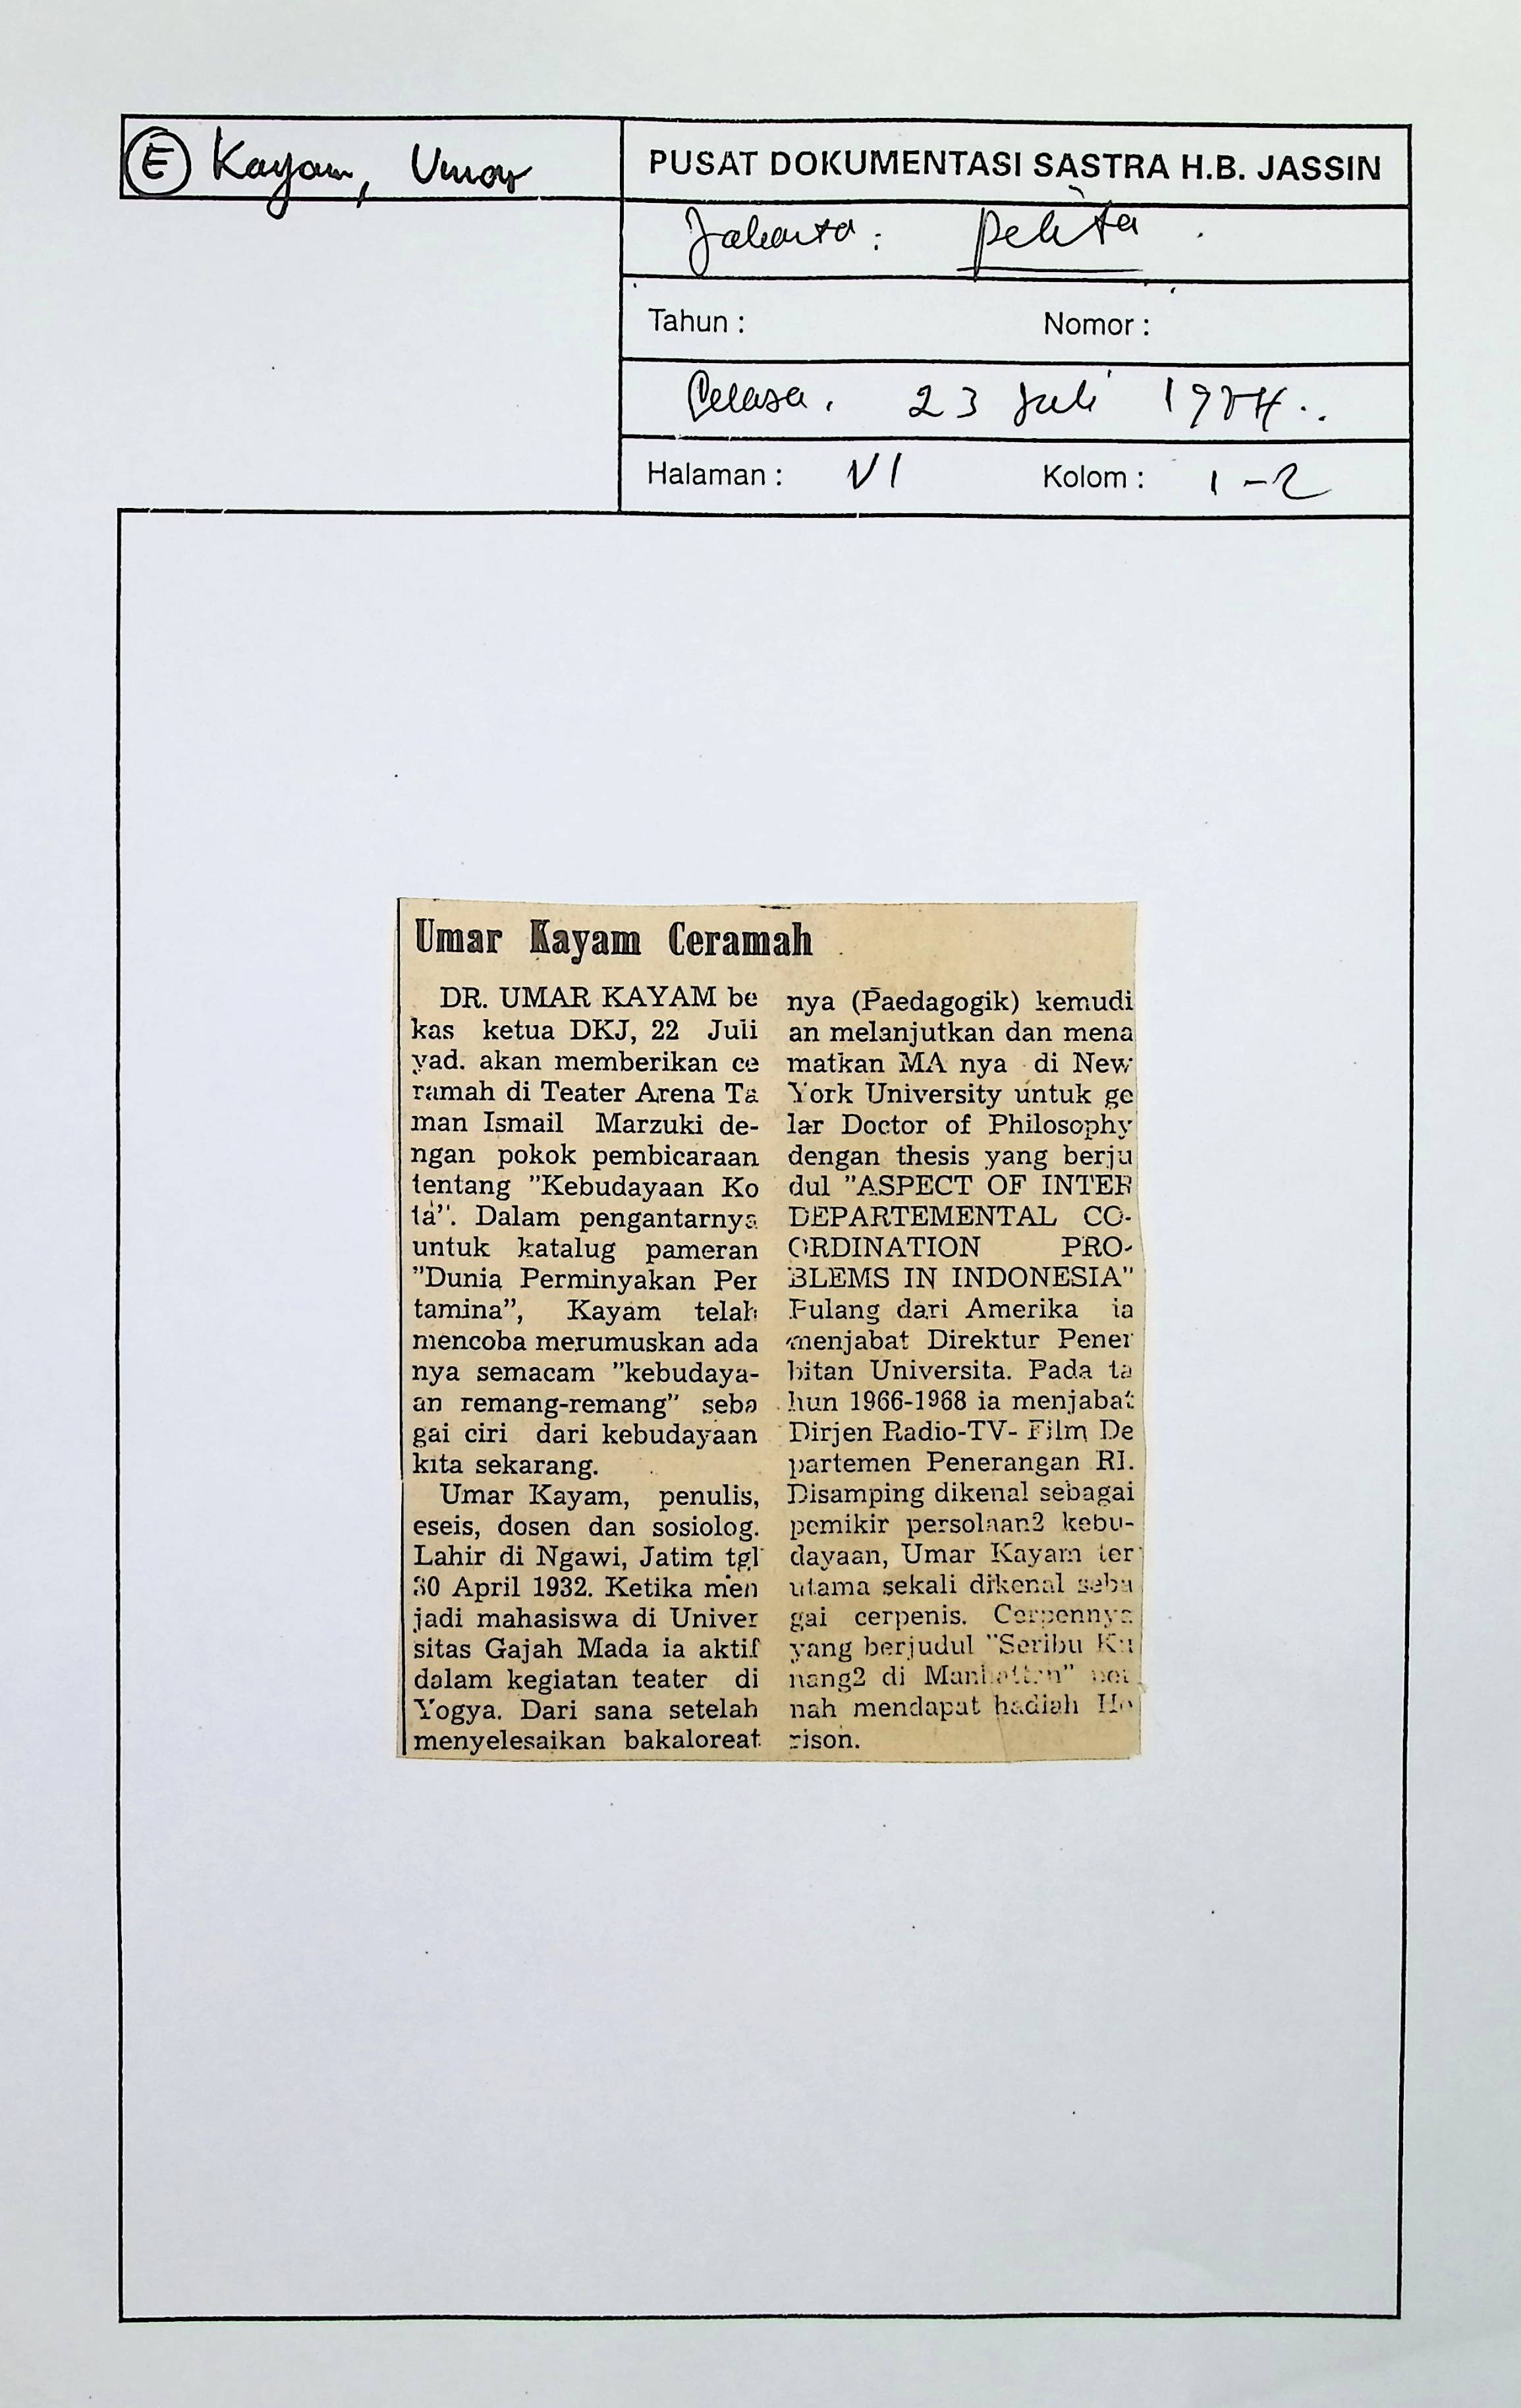 E Kayam, Umar
PUSAT DOKUMENTASI SASTRA H.B. JASSIN
Jakarta: Pelita.
Tahun : Nomor :
Selasa, 23 Juli
Halaman : VI Kolom : 1-2
Umar Kayam Ceramah
DR. UMAR KAYAM be
kas ketua DKJ, 22 Juli
yad. akan memberikan ce
ramah di Teater Arena Ta
man Ismail Marzuki de-
ngan pokok pembicaraan
tentang "Kebudayaan Ko
ta". Dalam pengantarnya
untuk katalug pameran
"Dunia Perminyakan Per
tamina", Kayam telah
mencoba merumuskan ada
nya semacam "kebudaya-
an remang-remang" seba
gai ciri dari kebudayaan
kita sekarang.
Umar Kayam, penulis,
eseis, dosen dan sosiolog.
Lahir di Ngawi, Jatim tgl
30 April 1932. Ketika men
jadi mahasiswa di Univer
sitas Gajah Mada ia aktif
dalam kegiatan teater di
Yogya. Dari sana setelah
menyelesaikan bakaloreat
nya (Paedagogik) kemudi
an melanjutkan dan mena
matkan MA nya di New
York University untuk ge
lar Doctor of Philosophy
dengan thesis yang berju
dul "ASPECT OF INTER
DEPARTEMENTAL CO-
ORDINATION PRO-
BLEMS IN INDONESIA"
Pulang dari Amerika ia
menjabat Direktur Pener
bitan Universita. Pada ta
hun 1966-1968 ia menjabat
Dirjen Radio-TV- Film De
partemen Penerangan RI.
Disamping dikenal sebagai
pemikir persolaan2 kebu-
dayaan, Umar Kayam ter
utama sekali dikenal seba
gai cerpenis. Cerpennya
yang berjudul "Seribu Ku
nang2 di Manhattan" per
nah mendapat hadiah Ho
rison.